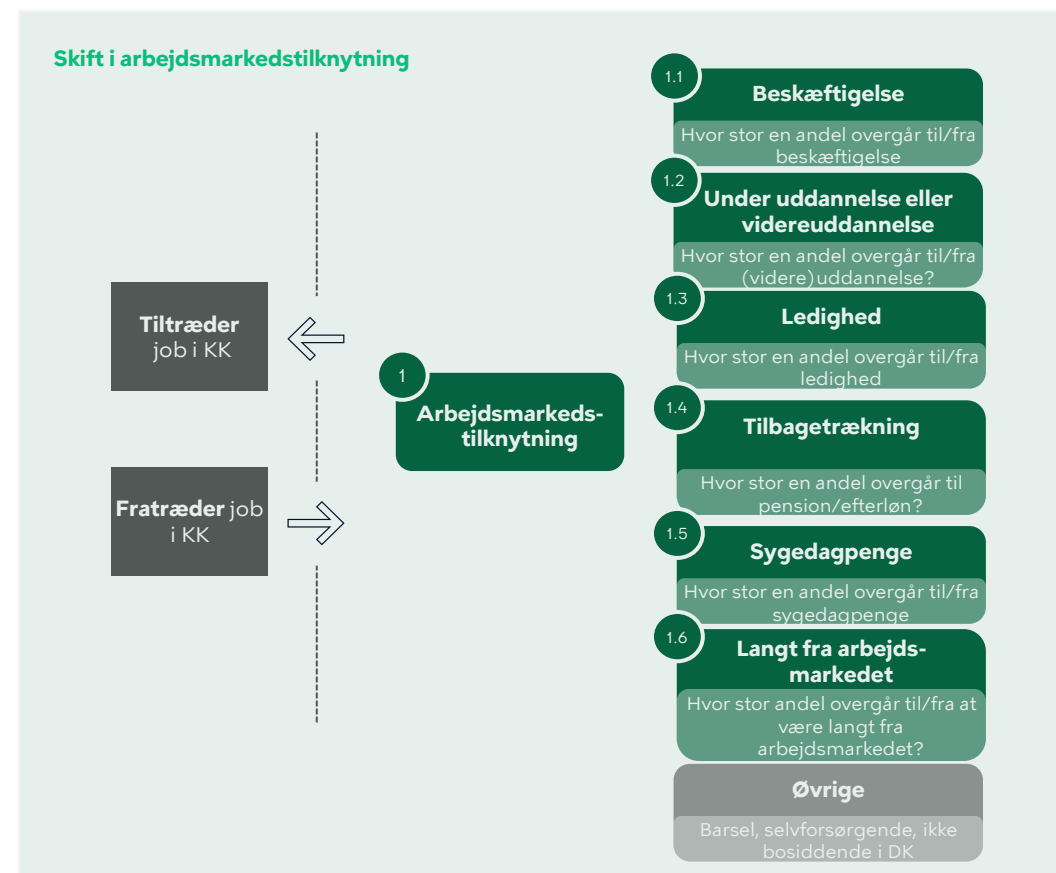 Skift i arbejdsmarkedstilknytning
Tiltræder
job i KK
Fratræder job
i KK
1
Arbejdsmarkeds-
tilknytning
1.1
Beskæftigelse
Hvor stor en andel overgår til/fra
beskæftigelse
1.2
Under uddannelse eller
videreuddannelse
Hvor stor en andel overgår til/fra
(videre)uddannelse?
1.3
Ledighed
Hvor stor en andel overgår til/fra
ledighed
1.4
Tilbagetrækning
Hvor stor en andel overgår til
pension/efterløn?
1.5
Sygedagpenge
Hvor stor en andel overgår til/fra
sygedagpenge
1.6
Langt fra arbejds-
markedet
Hvor stor andel overgår til/fra at
være langt fra
arbejdsmarkedet?
Øvrige
Barsel, selvforsørgende, ikke
bosiddende i DK